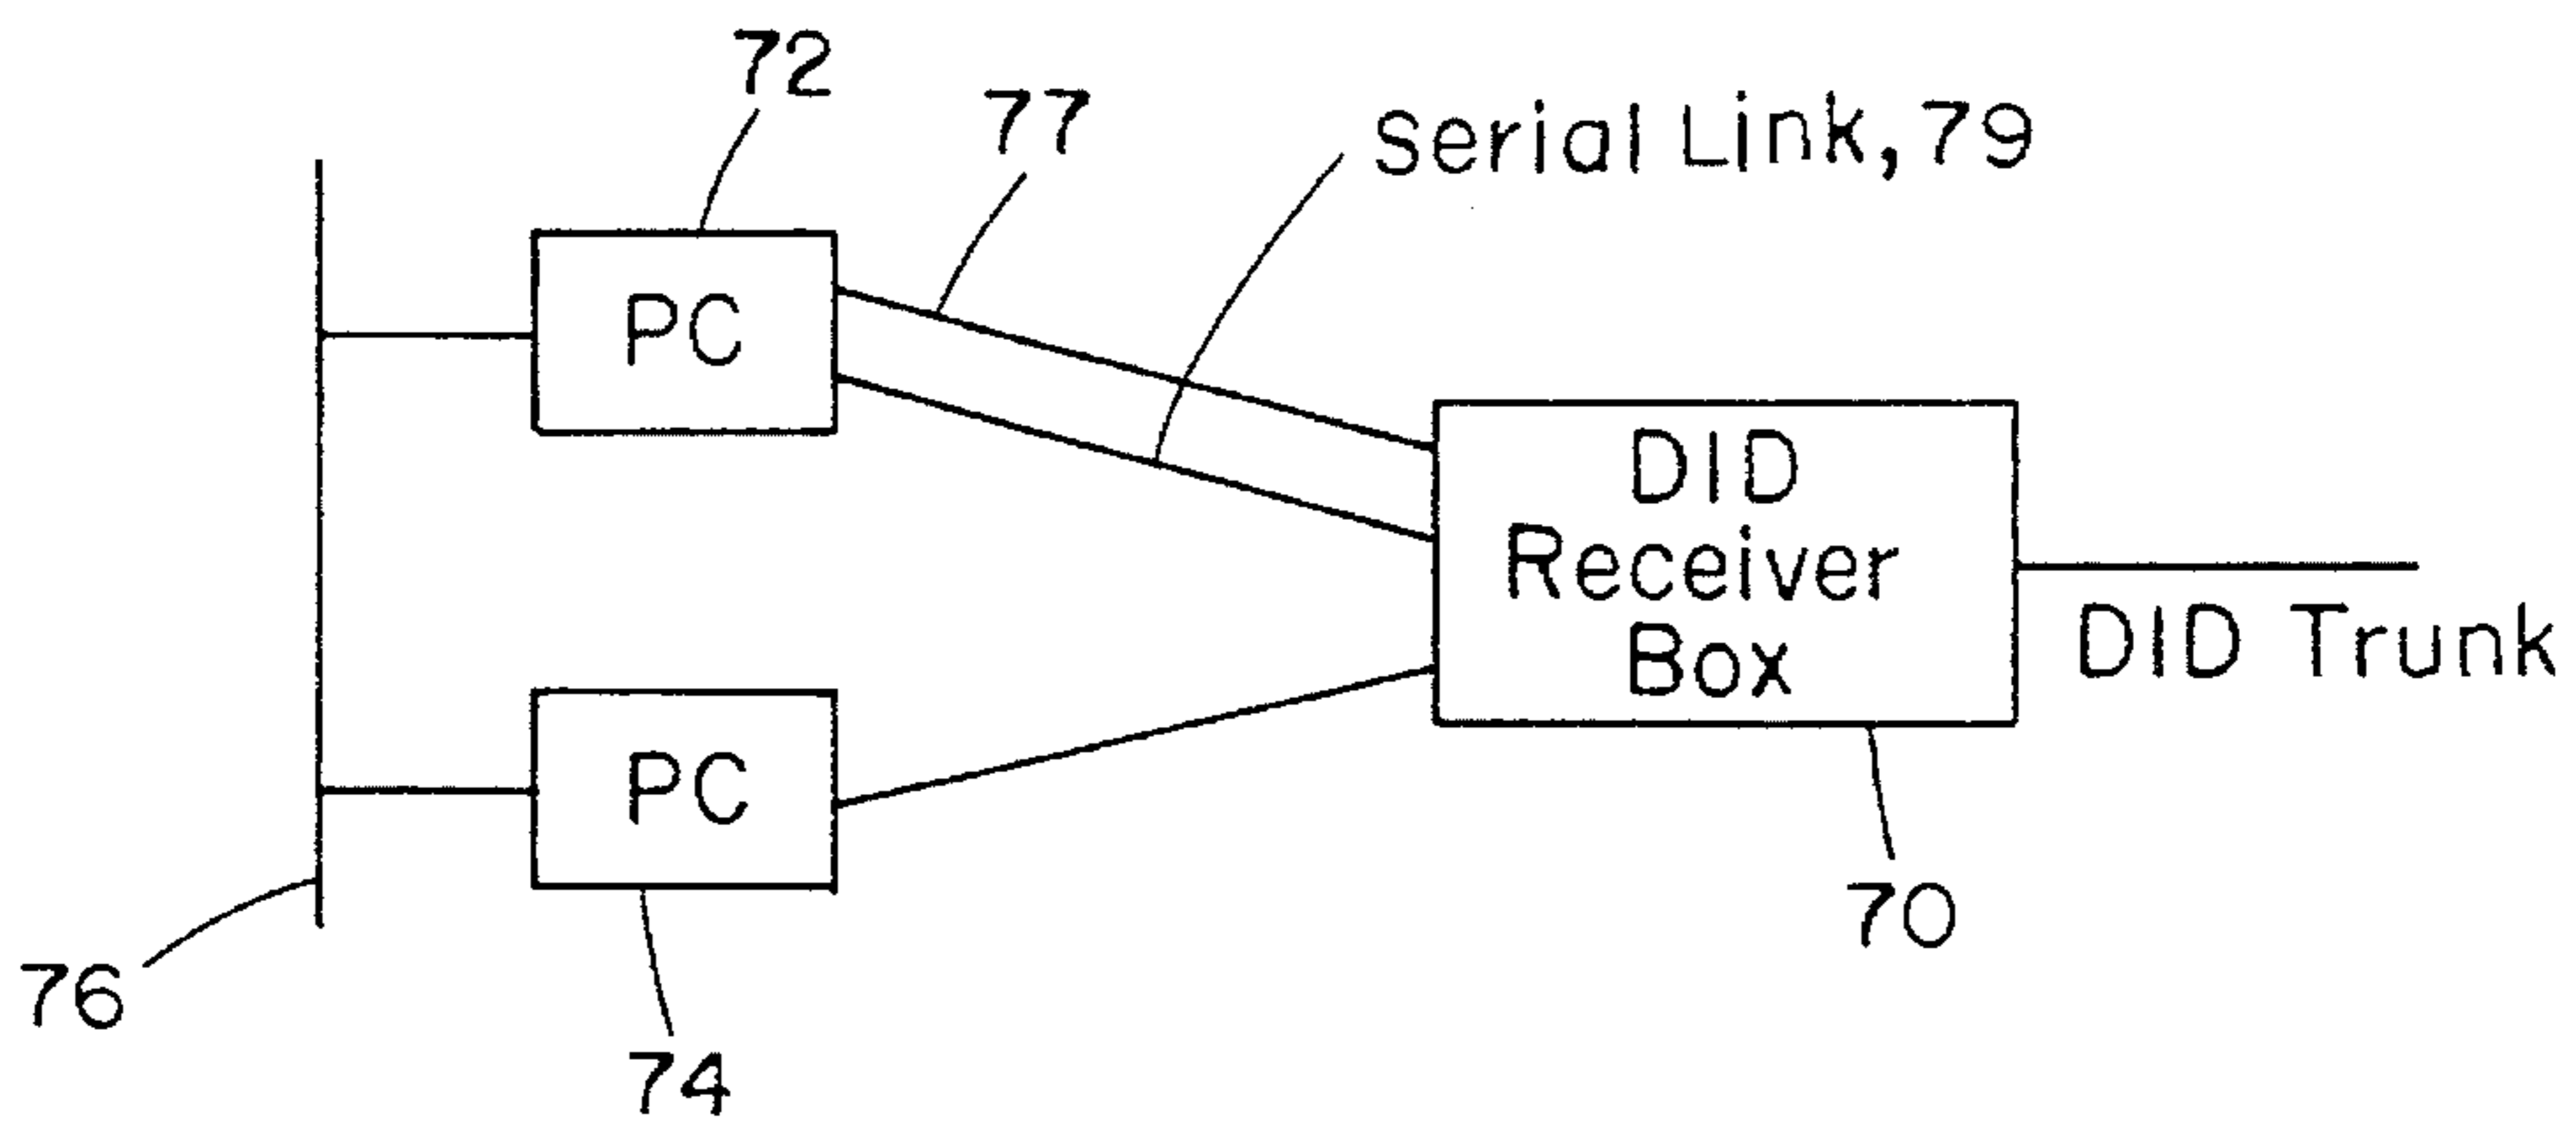 72
77
Serial Link, 79
PC
DID
Receiver
Box
DID Trunk
PC
70
76
74